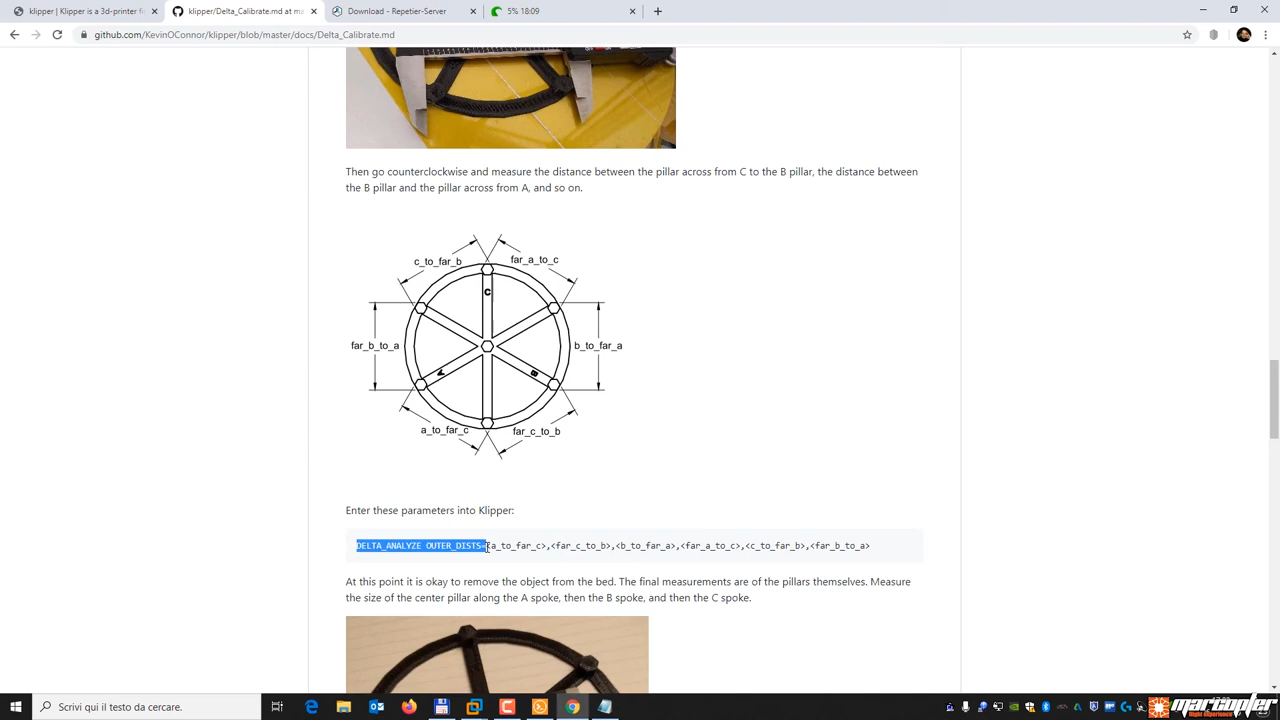 klipper | Klipper is a 3d-printer fi
klipper/Delta_Calibrate.md at ma
Download - Repetier-Server
5% 18:09
github.com/KevinOConnor/klipper/blob/master/docs/Delta_Calibrate.md
Then go counterclockwise and measure the distance between the pillar across from C to the B pillar, the distance between
the B pillar and the pillar across from A, and so on.
c_to_far_b
far_a_to_c
C
far_b_to_a
b_to_far_a
A
B
a_to_far_c
far_c_to_b
Enter these parameters into Klipper:
DELTA_ANALYZE OUTER_DISTS=<a_to_far_c>,<far_c_to_b>,<b_to_far_a>,<far_a_to_c>,<c_to_far_b>,<far_b_to_a>
At this point it is okay to remove the object from the bed. The final measurements are of the pillars themselves. Measure
the size of the center pillar along the A spoke, then the B spoke, and then the C spoke.
Scrivi qui il testo da cercare.
martcopter